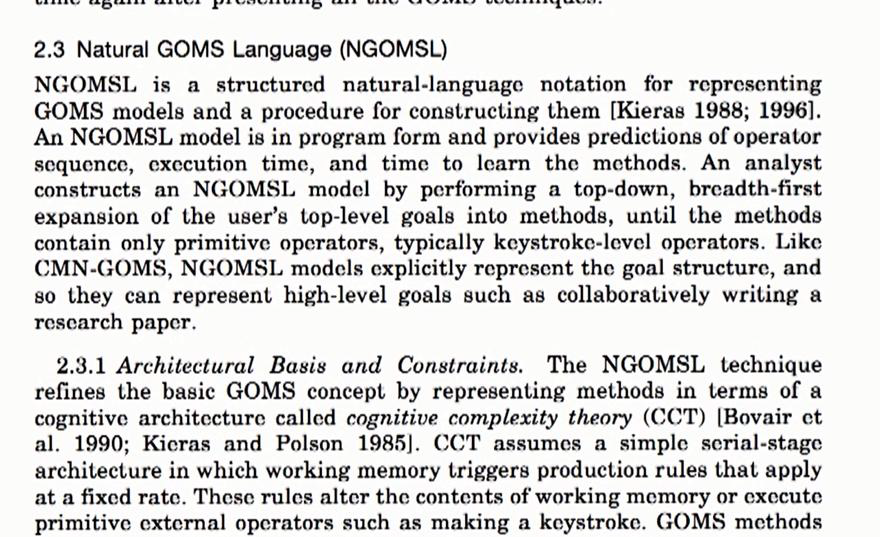 time again after presenting all the GOMS techniques.
2.3 Natural GOMS Language (NGOMSL)
NGOMSL is a structured natural-language notation for representing
GOMS models and a procedure for constructing them [Kieras 1988; 1996].
An NGOMSL model is in program form and provides predictions of operator
sequence, execution time, and time to learn the methods. An analyst
constructs an NGOMSL model by performing a top-down, breadth-first
expansion of the user's top-level goals into methods, until the methods
contain only primitive operators, typically keystroke-level operators. Like
CMN-GOMS, NGOMSL models explicitly represent the goal structure, and
so they can represent high-level goals such as collaboratively writing a
research paper.
2.3.1 Architectural Basis and Constraints. The NGOMSL technique
refines the basic GOMS concept by representing methods in terms of a
cognitive architecture called cognitive complexity theory (CCT) [Bovair et
al. 1990; Kieras and Polson 1985]. CCT assumes a simple serial-stage
architecture in which working memory triggers production rules that apply
at a fixed rate. These rules alter the contents of working memory or execute
primitive external operators such as making a keystroke. GOMS methods